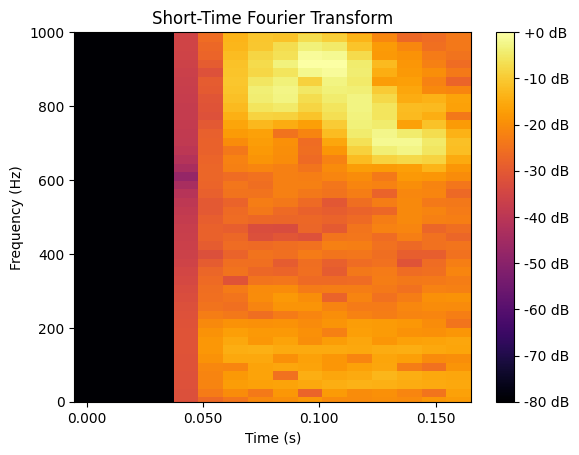 Short-Time Fourier Transform
Frequency (Hz)
1000
800
600
400
200
0
0.000
0.050
0.100
0.150
Time (s)
+0 dB
-10 dB
-20 dB
-30 dB
-40 dB
-50 dB
-60 dB
-70 dB
-80 dB